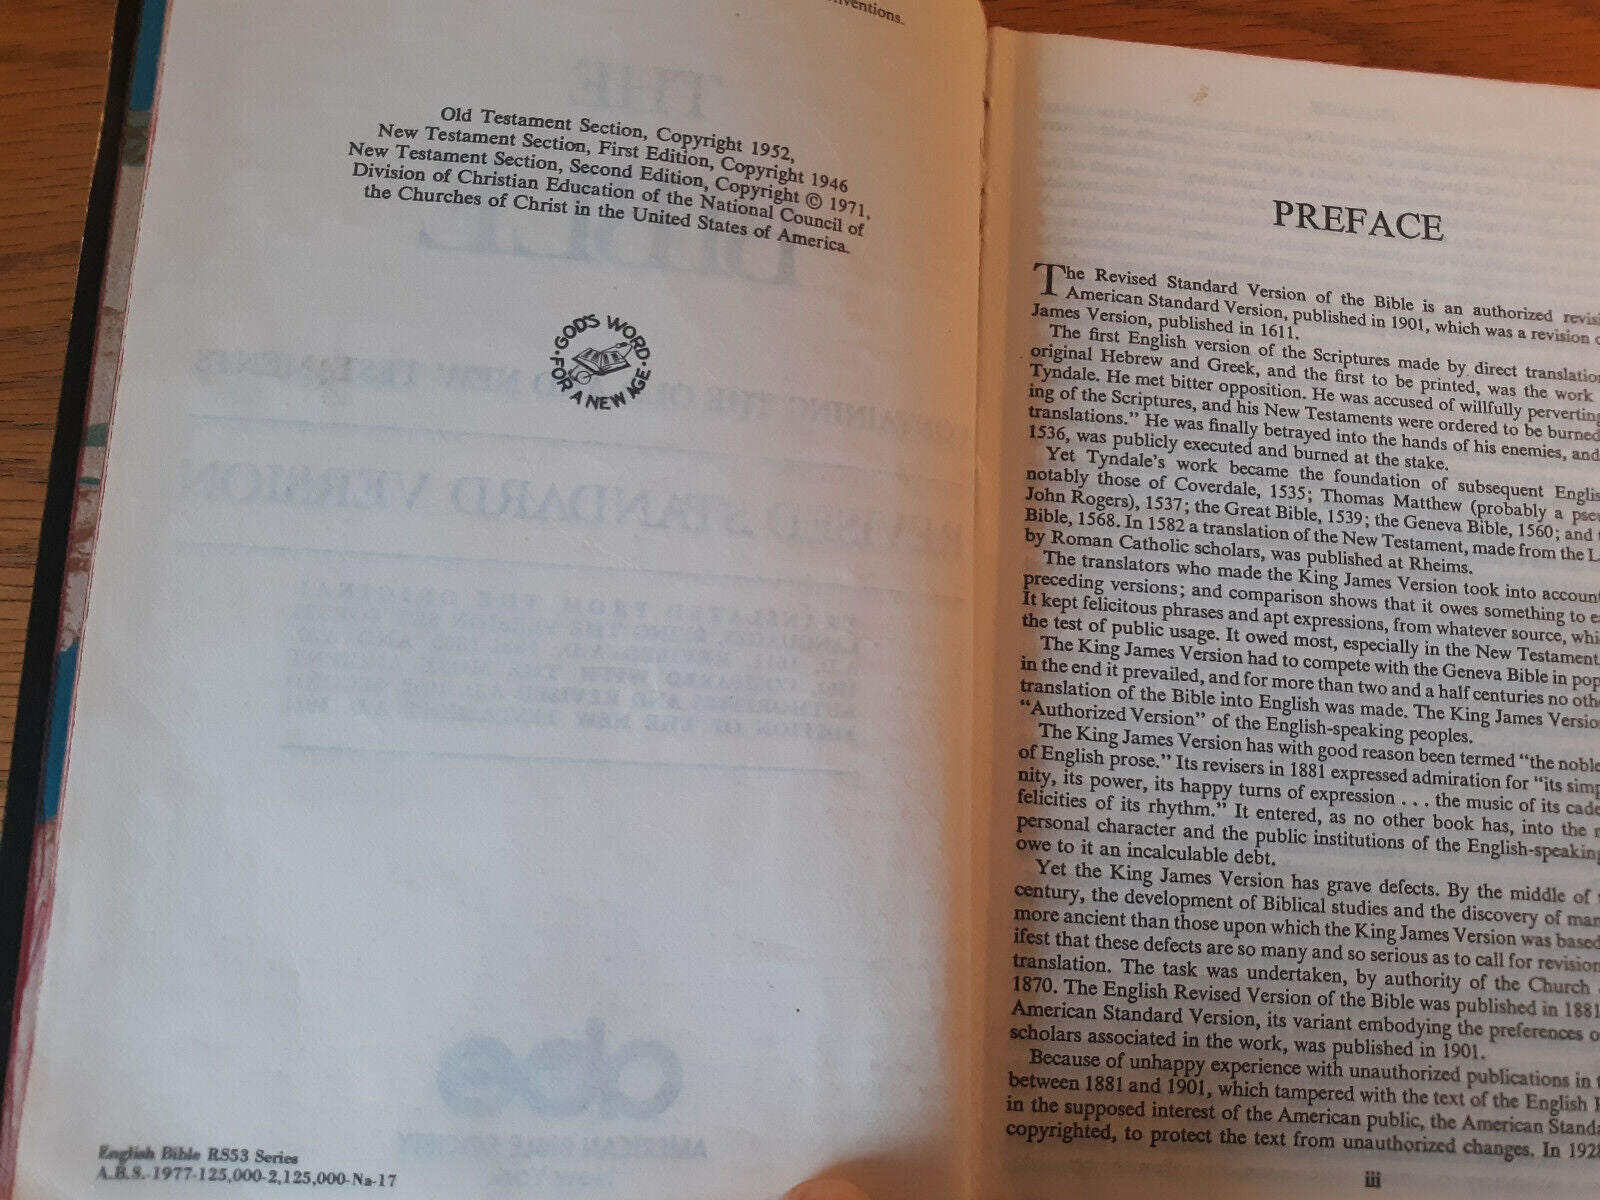 Old Testament Section, Copyright 1952,
New Testament Section, First Edition, Copyright 1946
New Testament Section, Second Edition, Copyright © 1971,
Division of Christian Education of the National Council of
the Churches of Christ in the United States of America.
·GOD'S WORD·
FOR A NEW AGE
English Bible RS53 Series
A.B.S.-1977-125,000-2,125,000-Na-17
PREFACE
The Revised Standard Version of the Bible is an authorized revis
American Standard Version, published in 1901, which was a revision o
James Version, published in 1611.
The first English version of the Scriptures made by direct translatio
original Hebrew and Greek, and the first to be printed, was the work
Tyndale. He met bitter opposition. He was accused of willfully perverting
ing of the Scriptures, and his New Testaments were ordered to be burned
translations." He was finally betrayed into the hands of his enemies, and
1536, was publicly executed and burned at the stake.
Yet Tyndale's work became the foundation of subsequent Englis
notably those of Coverdale, 1535; Thomas Matthew (probably a pse
John Rogers), 1537; the Great Bible, 1539; the Geneva Bible, 1560; and
Bible, 1568. In 1582 a translation of the New Testament, made from the L
by Roman Catholic scholars, was published at Rheims.
The translators who made the King James Version took into account
preceding versions; and comparison shows that it owes something to e
It kept felicitous phrases and apt expressions, from whatever source, whi
the test of public usage. It owed most, especially in the New Testament
The King James Version had to compete with the Geneva Bible in pop
in the end it prevailed, and for more than two and a half centuries no oth
translation of the Bible into English was made. The King James Versio
"Authorized Version" of the English-speaking peoples.
The King James Version has with good reason been termed "the noble
of English prose." Its revisers in 1881 expressed admiration for "its simp
nity, its power, its happy turns of expression . . . the music of its cade
felicities of its rhythm." It entered, as no other book has, into the
personal character and the public institutions of the English-speaking
owe to it an incalculable debt.
Yet the King James Version has grave defects. By the middle of
century, the development of Biblical studies and the discovery of man
more ancient than those upon which the King James Version was based
ifest that these defects are so many and so serious as to call for revision
translation. The task was undertaken, by authority of the Church
1870. The English Revised Version of the Bible was published in 1881
American Standard Version, its variant embodying the preferences o
scholars associated in the work, was published in 1901.
Because of unhappy experience with unauthorized publications in
between 1881 and 1901, which tampered with the text of the English
in the supposed interest of the American public, the American Standa
copyrighted, to protect the text from unauthorized changes. In 1928
iii